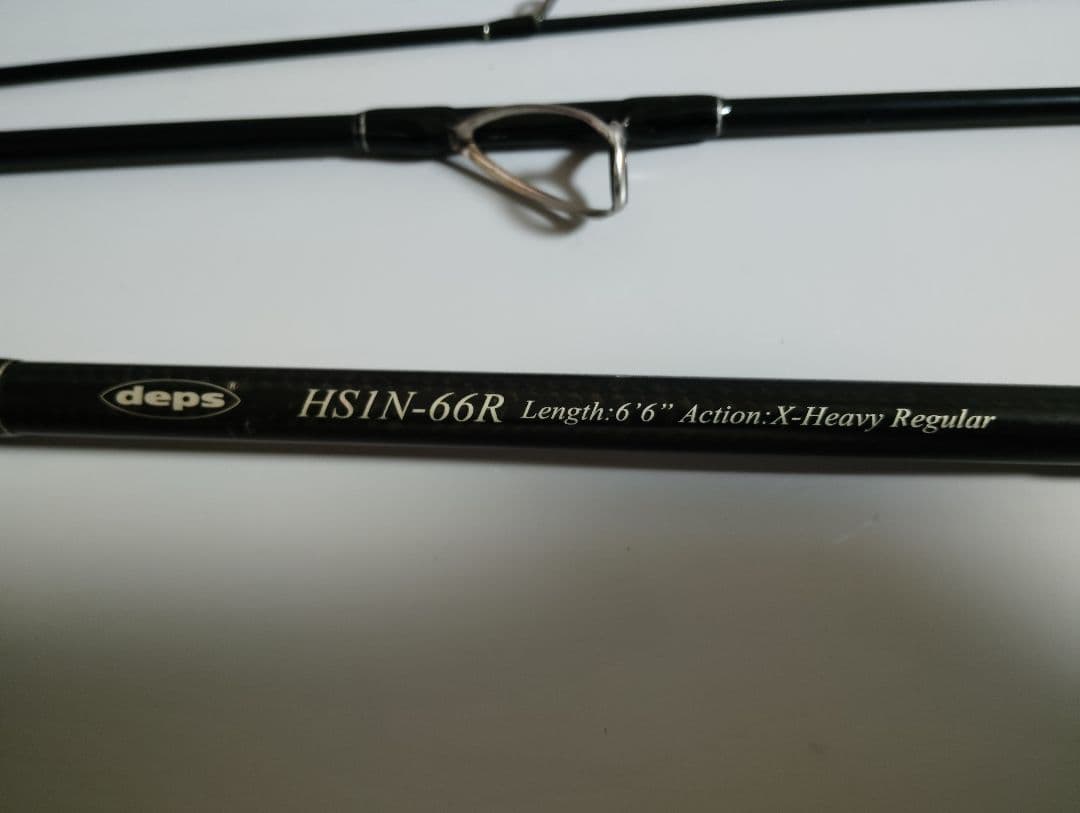 deps® HS1N-66R Length:6'6" Action:X-Heavy Regular